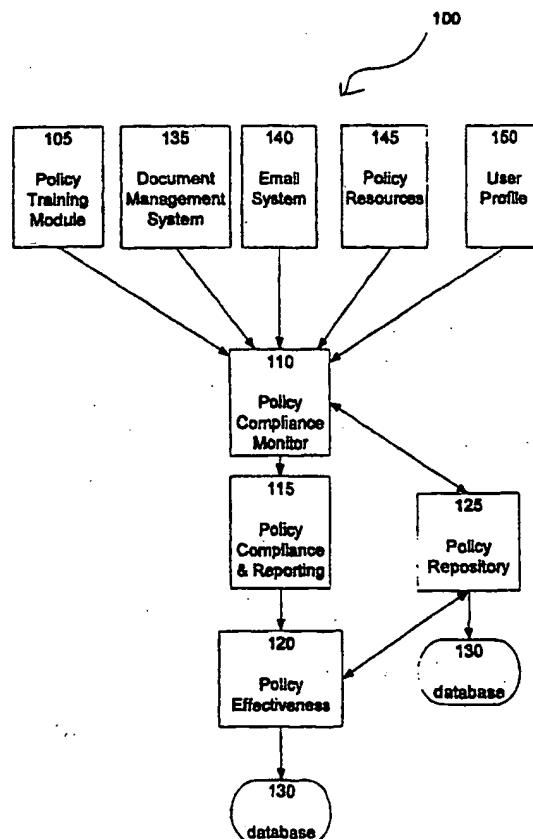 100
105
Policy
Training
Module
135
Document
Management
System
140
Email
System
145
Policy
Resources
150
User
Profile
110
Policy
Compliance
Monitor
115
Policy
Compliance
& Reporting
125
Policy
Repository
120
Policy
Effectiveness
130
database
130
database